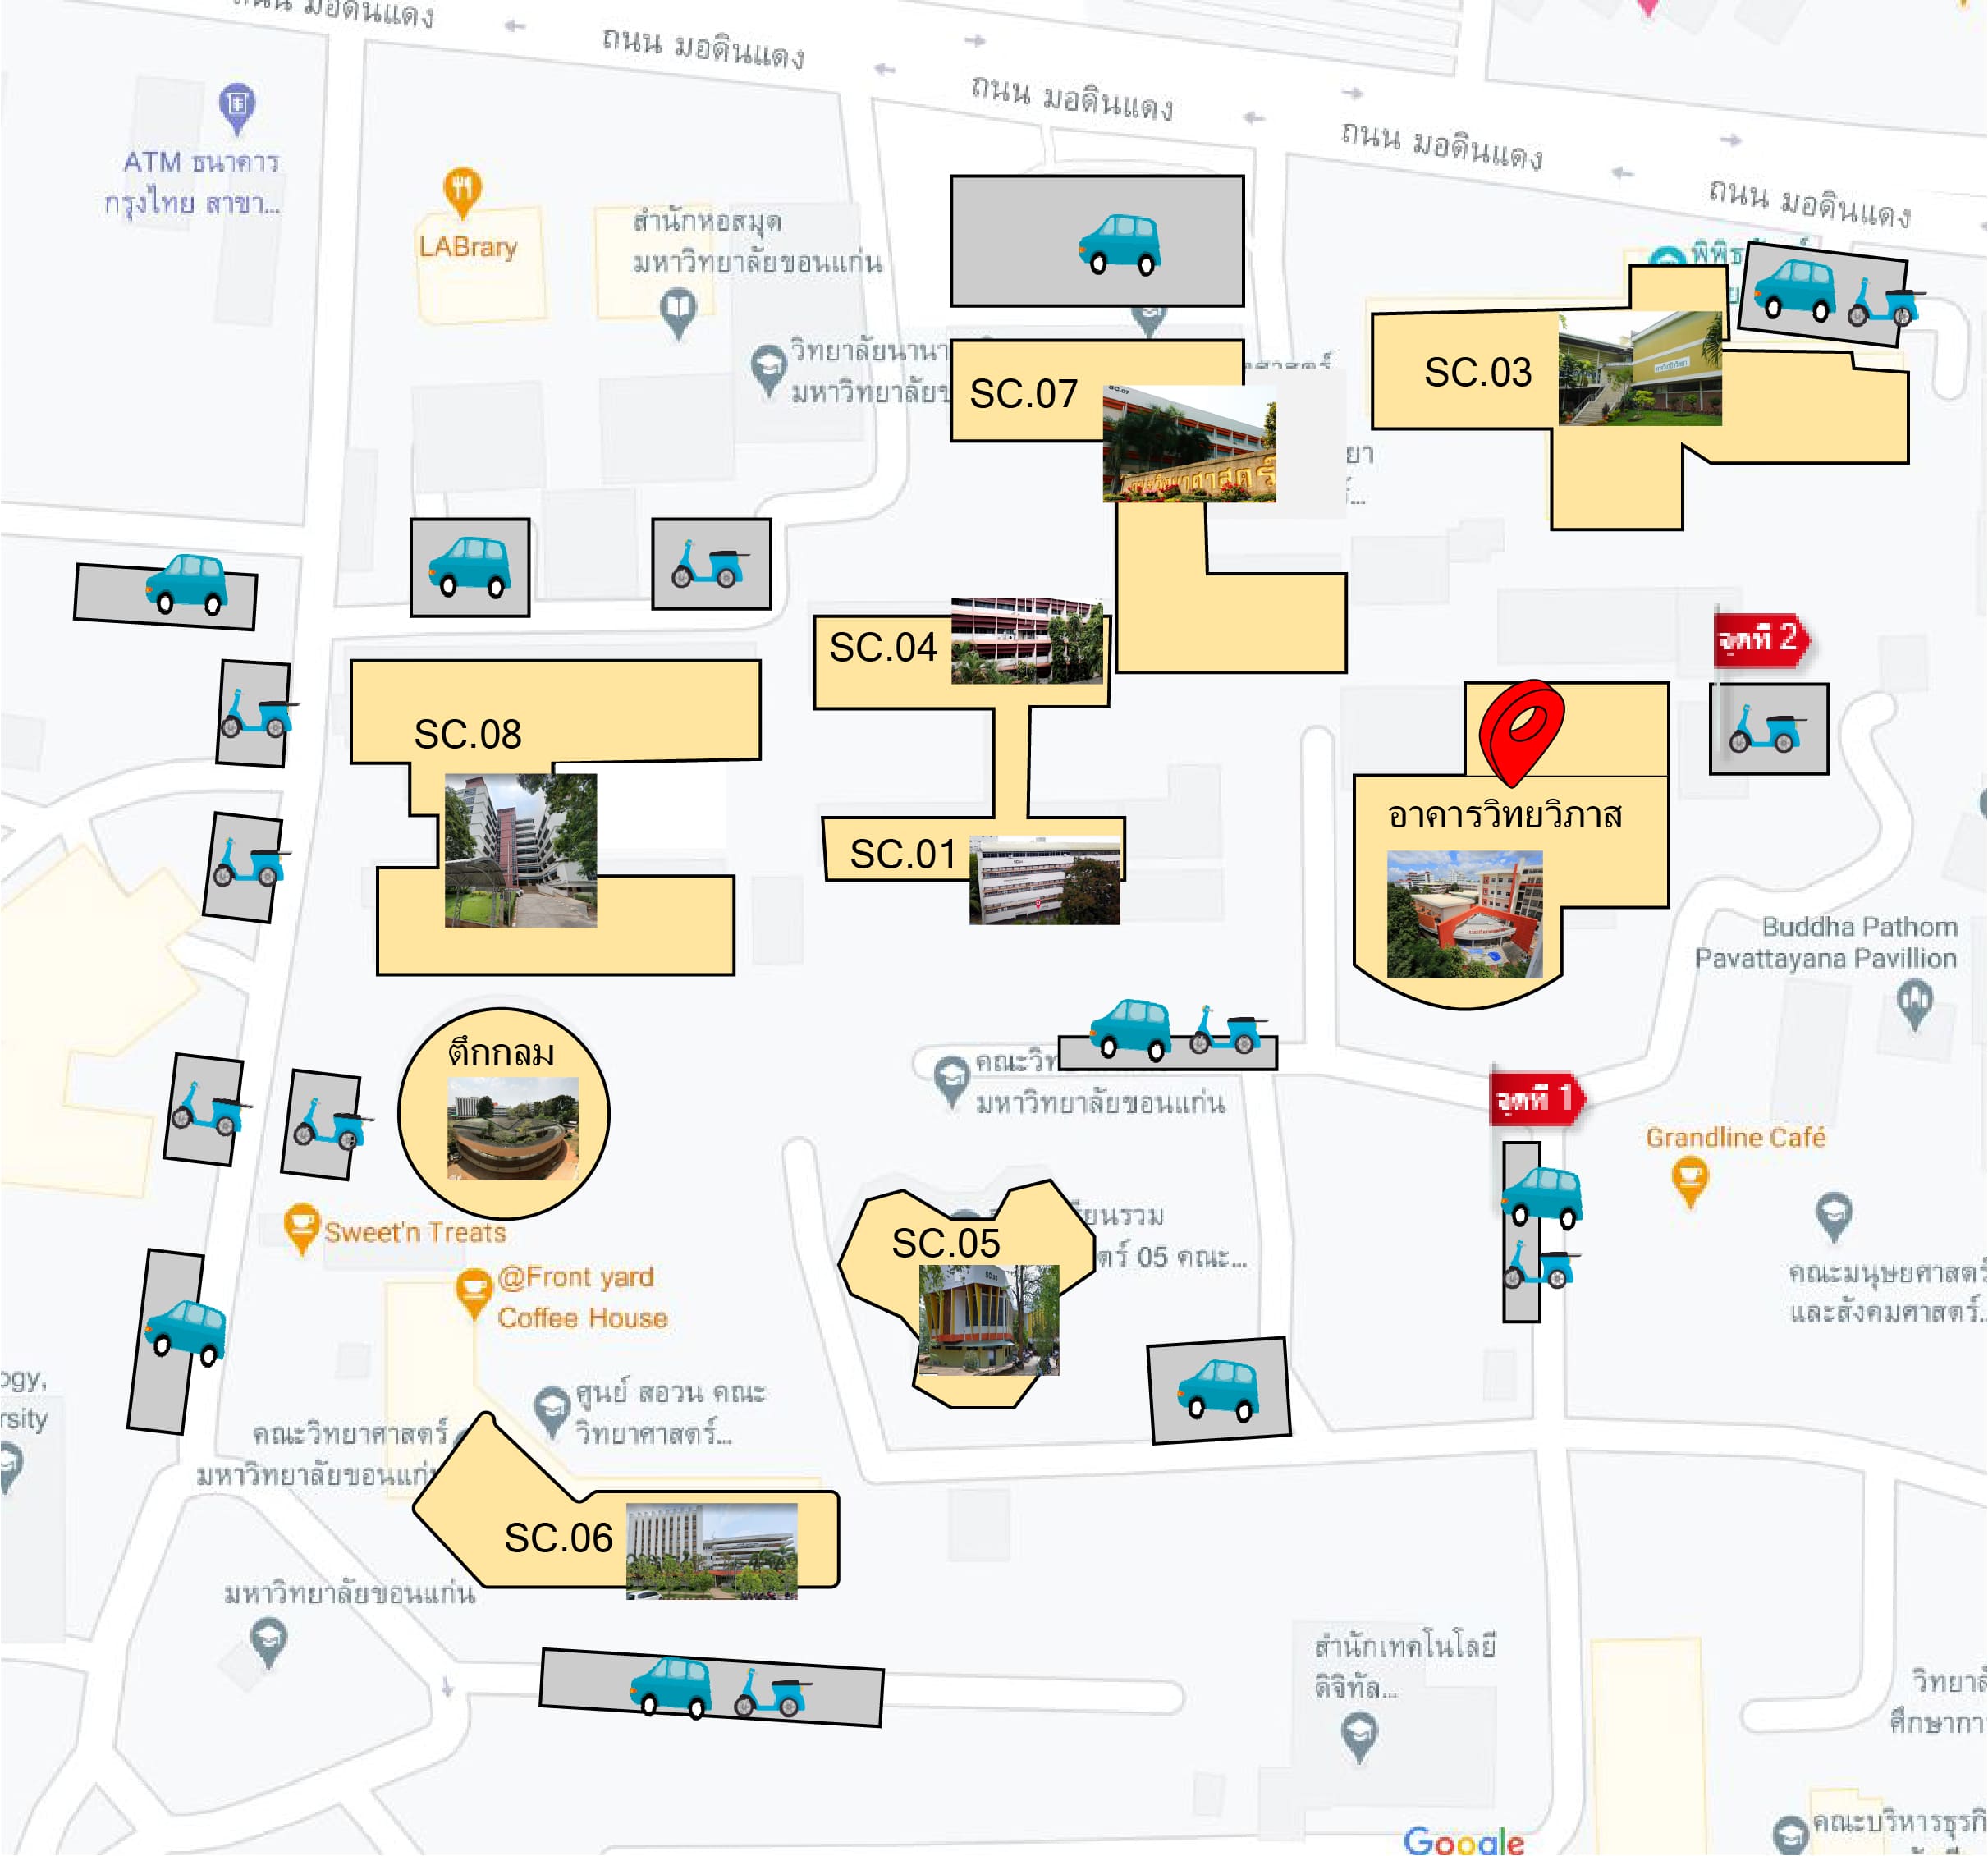 ถนน มอดินแดง
ถนน มอดินแดง
ถนน มอดินแดง
ถนน มอดินแดง
ถนน มอดินแดง
ATM ธนาคาร
กรุงไทย สาขา...
LABrary
สำนักหอสมุด
มหาวิทยาลัยขอนแก่น
วิทยาลัยนานา
มหาวิทยาลัย
SC.07
SC.03
SC.04
จุดที่ 2
SC.08
อาคารวิทยวิภาส
SC.01
Buddha Pathom
Pavattayana Pavillion
ตึกกลม
คณะวิท
มหาวิทยาลัยขอนแก่น
จุดที่ 1
Grandline Café
Sweet'n Treats
SC.05
ยนรวม
ตร์ 05 คณะ...
@Front yard
Coffee House
คณะมนุษยศาสตร์
และสังคมศาสตร์...
ศูนย์ สอวน คณะ
วิทยาศาสตร์...
คณะวิทยาศาสตร์
มหาวิทยาลัยขอนแก่น
ogy,
rsity
SC.06
มหาวิทยาลัยขอนแก่น
สำนักเทคโนโลยี
ดิจิทัล...
วิทยาลั
ศึกษากา
คณะบริหารธุรกิ
Google